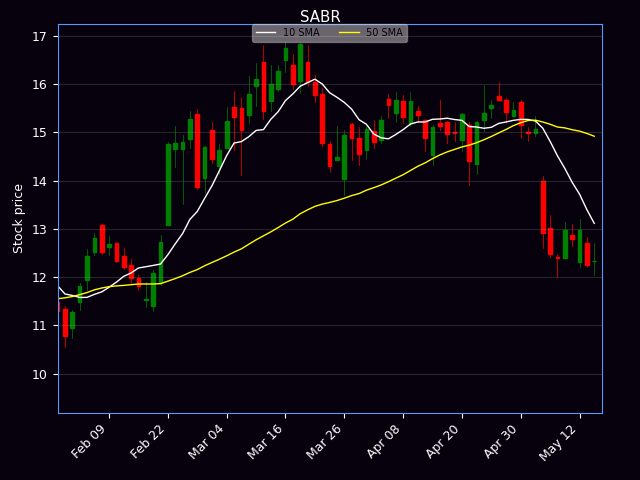 SABR
10 SMA
50 SMA
Stock price
17
16
15
14
13
12
11
10
Feb 09
Feb 22
Mar 04
Mar 16
Mar 26
Apr 08
Apr 20
Apr 30
May 12